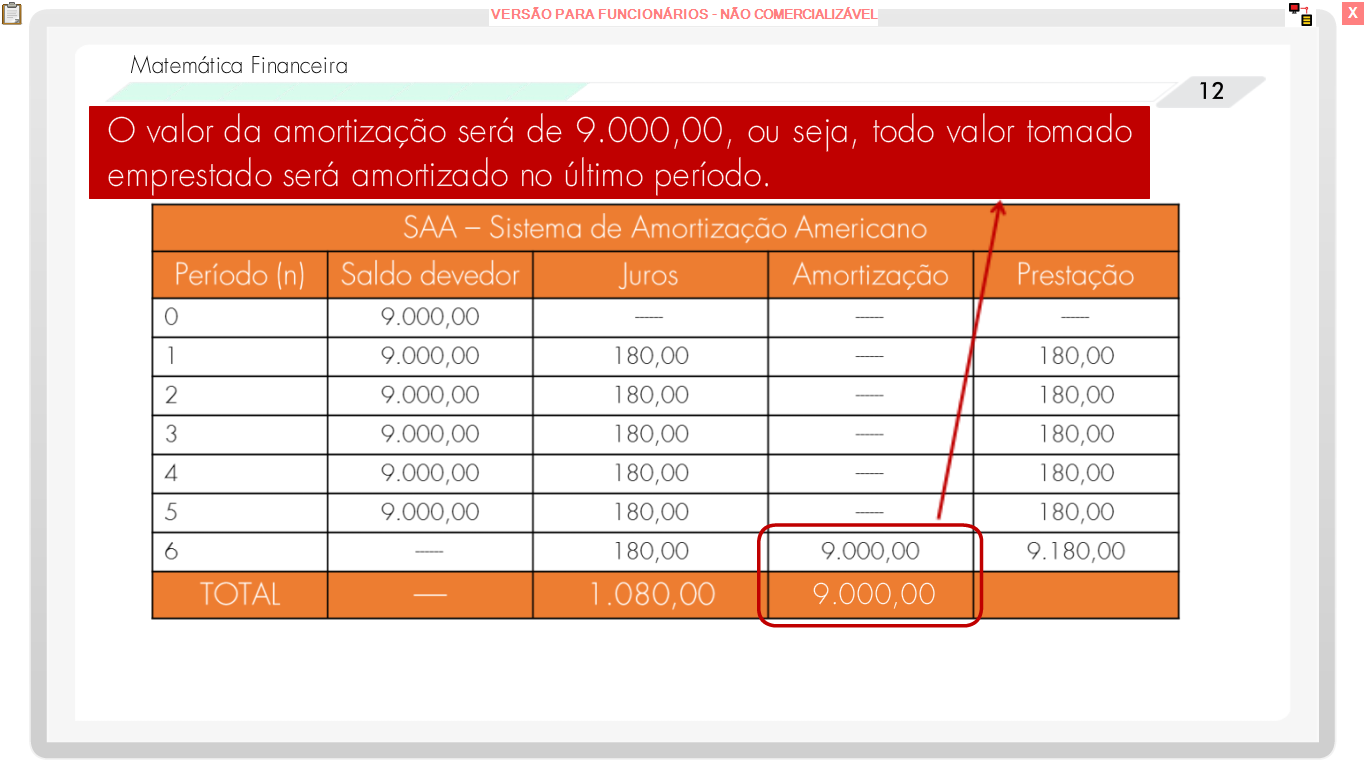 VERSÃO PARA FUNCIONÁRIOS - NÃO COMERCIALIZÁVEL
X
Matemática Financeira
12
O valor da amortização será de 9.000,00, ou seja, todo valor tomado
emprestado será amortizado no último período.
SAA – Sistema de Amortização Americano
Período (n) Saldo devedor Juros Amortização Prestação
0 9.000,00 ------ ------ ------
1 9.000,00 180,00 ------ 180,00
2 9.000,00 180,00 ------ 180,00
3 9.000,00 180,00 ------ 180,00
4 9.000,00 180,00 ------ 180,00
5 9.000,00 180,00 ------ 180,00
6 ------ 180,00 9.000,00 9.180,00
TOTAL — 1.080,00 9.000,00